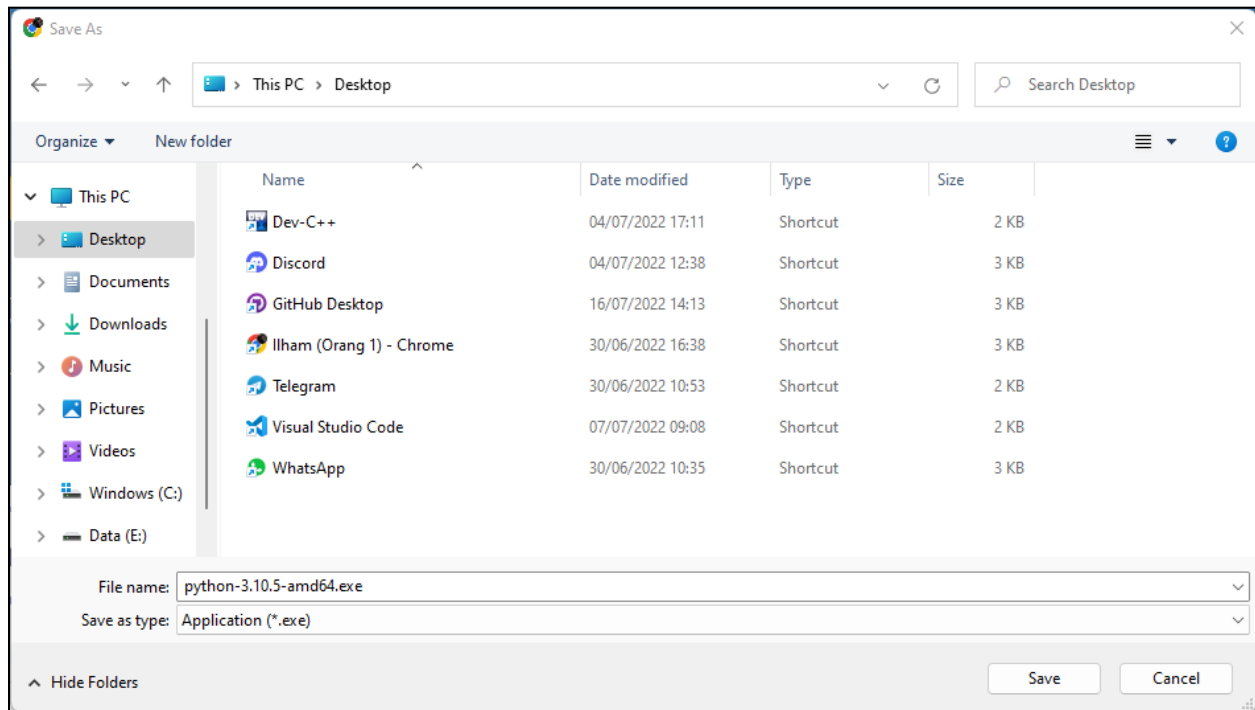 Save As
This PC > Desktop
Search Desktop
Organize
New folder
This PC
Desktop
Documents
Downloads
Music
Pictures
Videos
Windows (C:)
Data (E:)
Name Date modified Type Size
Dev-C++ 04/07/2022 17:11 Shortcut 2 KB
Discord 04/07/2022 12:38 Shortcut 3 KB
GitHub Desktop 16/07/2022 14:13 Shortcut 3 KB
Ilham (Orang 1) - Chrome 30/06/2022 16:38 Shortcut 3 KB
Telegram 30/06/2022 10:53 Shortcut 2 KB
Visual Studio Code 07/07/2022 09:08 Shortcut 2 KB
WhatsApp 30/06/2022 10:35 Shortcut 3 KB
File name: python-3.10.5-amd64.exe
Save as type: Application (*.exe)
Hide Folders
Save
Cancel